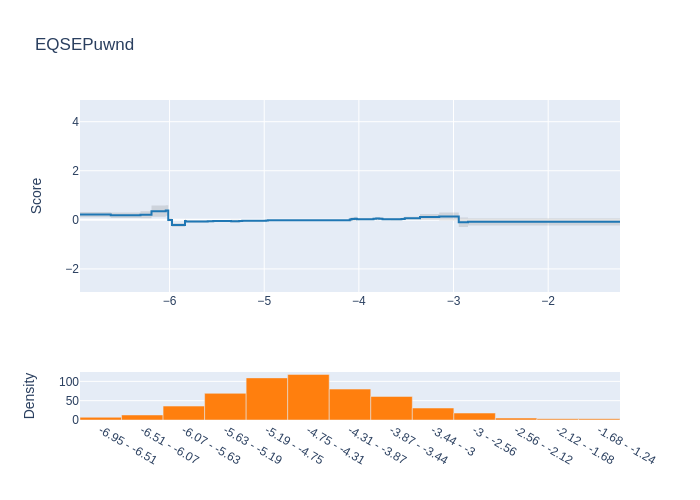 EQSEPuwnd
Score
4
2
0
−2
−6
−5
−4
−3
−2
Density
100
50
0
-6.95 - -6.51
-6.51 - -6.07
-6.07 - -5.63
-5.63 - -5.19
-5.19 - -4.75
-4.75 - -4.31
-4.31 - -3.87
-3.87 - -3.44
-3.44 - -3
-3 - -2.56
-2.56 - -2.12
-2.12 - -1.68
-1.68 - -1.24